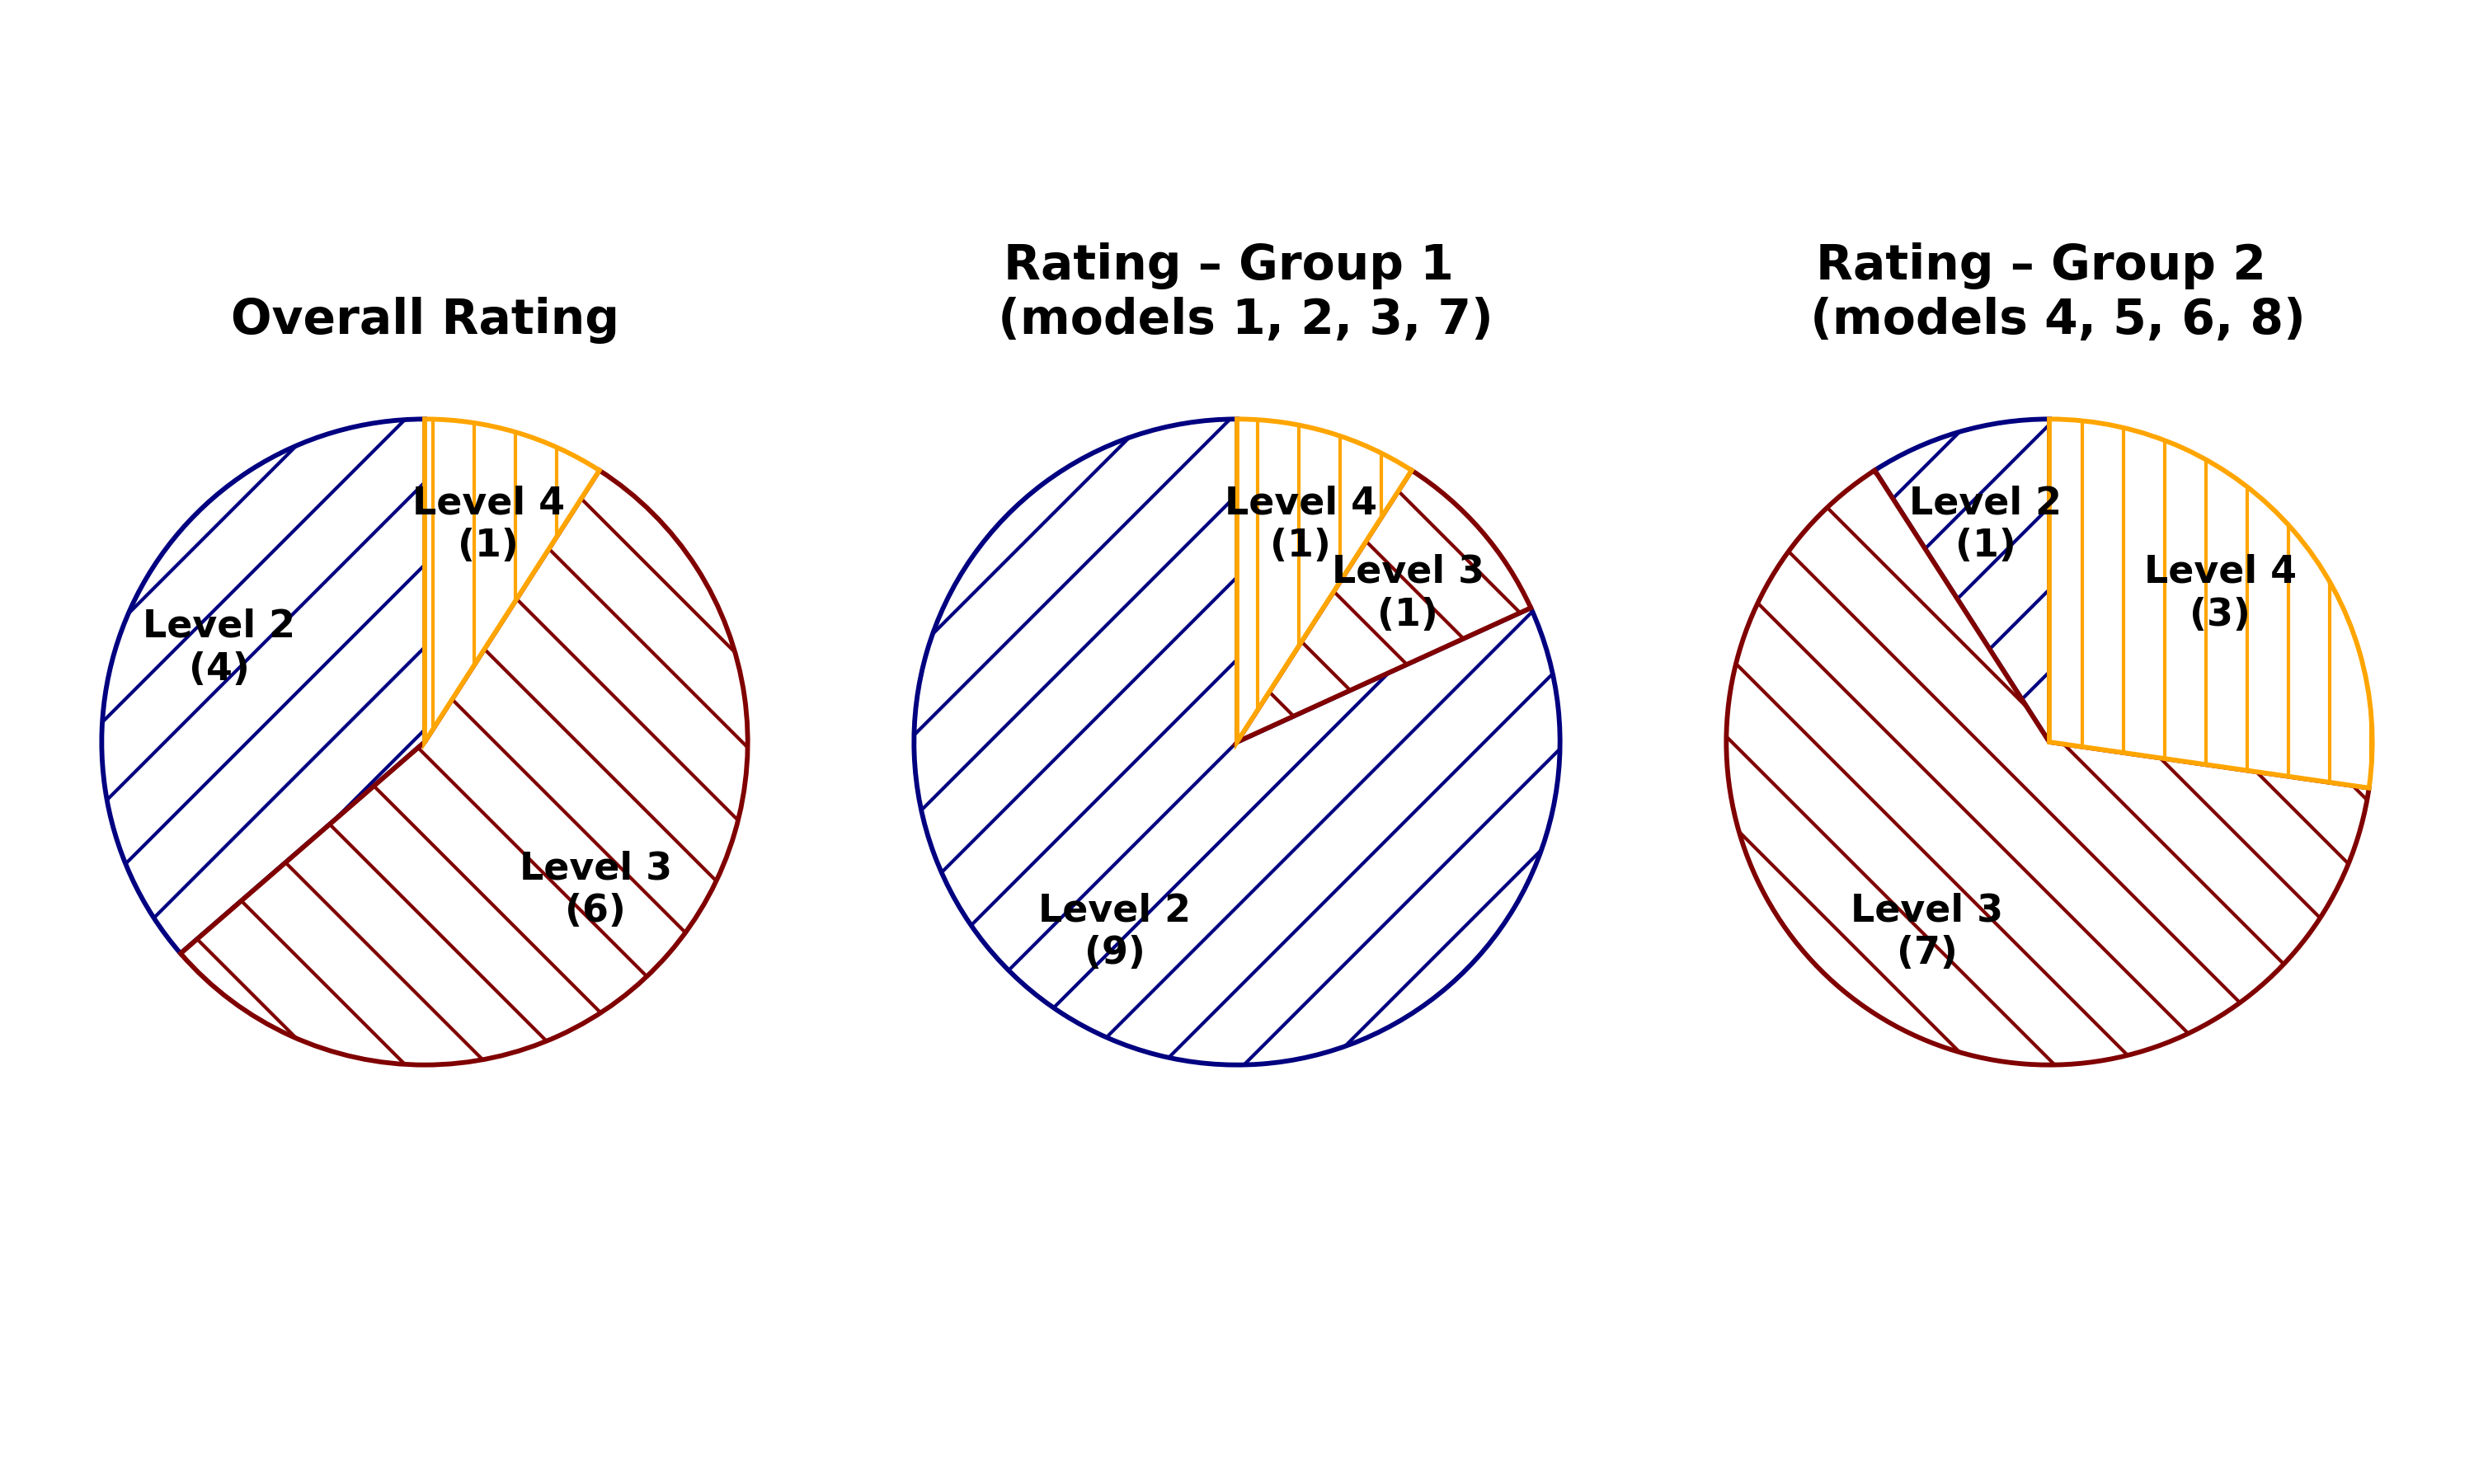 Overall Rating
Level 4
(1)
Level 2
(4)
Level 3
(6)
Rating – Group 1
(models 1, 2, 3, 7)
Level 4
(1)
Level 3
(1)
Level 2
(9)
Rating – Group 2
(models 4, 5, 6, 8)
Level 2
(1)
Level 4
(3)
Level 3
(7)